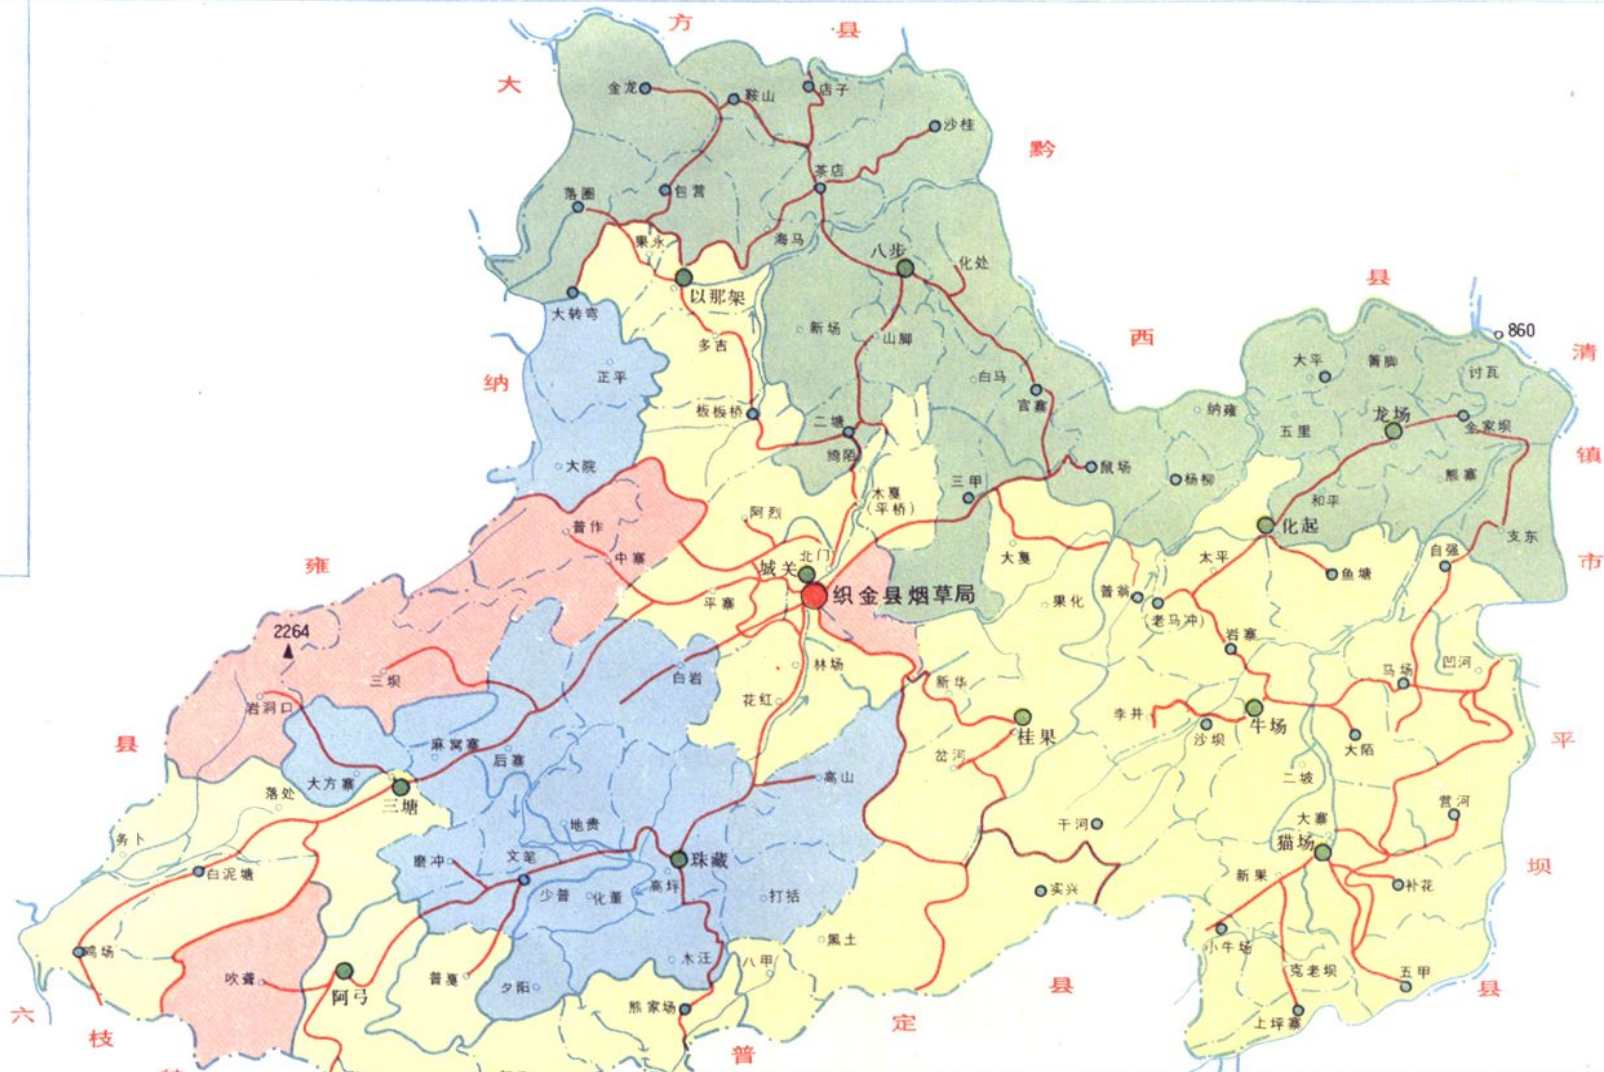 方
县
大
黔
金龙
鞍山
店子
沙桂
茶店
落圈
包营
果永
海马
八步
化处
以那架
大转弯
新场
山脚
多吉
西
县
860
清
纳
正平
白马
官寨
大平
箐脚
讨瓦
纳雍
板板桥
二塘
五里
龙场
全家坝
绮陌
镇
大院
三甲
鼠场
杨柳
熊寨
木戛
(平桥)
和平
阿烈
普作
化起
支东
中寨
北门
城关
大戛
太平
自强
市
雍
鱼塘
平寨
织金县烟草局
果化
普翁
(老马冲)
2264
岩寨
三坝
白岩
林场
马场
凹河
新华
岩洞口
花红
李井
牛场
沙坝
桂果
县
麻窝寨
后寨
岔河
大陌
平
大方寨
高山
二坡
落处
三塘
营河
务卜
地贵
干河
大寨
猫场
磨冲
文笔
珠藏
坝
白泥塘
少普
化董
高坪
打括
实兴
新果
补花
鸡场
黑土
小牛场
吹聋
阿弓
普戛
夕阳
木汪
八甲
克老坝
五甲
县
县
六
枝
熊家场
定
上坪寨
普